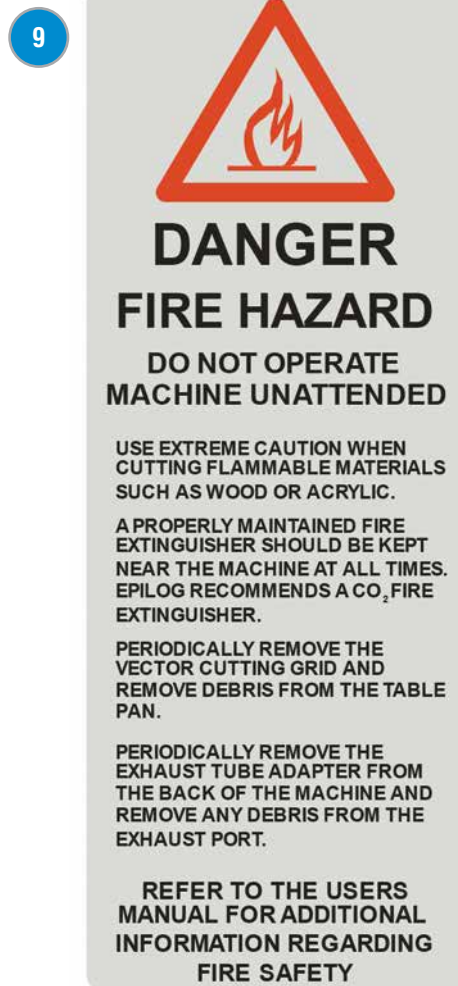 9
DANGER
FIRE HAZARD
DO NOT OPERATE
MACHINE UNATTENDED
USE EXTREME CAUTION WHEN
CUTTING FLAMMABLE MATERIALS
SUCH AS WOOD OR ACRYLIC.
A PROPERLY MAINTAINED FIRE
EXTINGUISHER SHOULD BE KEPT
NEAR THE MACHINE AT ALL TIMES.
EPILOG RECOMMENDS A CO₂ FIRE
EXTINGUISHER.
PERIODICALLY REMOVE THE
VECTOR CUTTING GRID AND
REMOVE DEBRIS FROM THE TABLE
PAN.
PERIODICALLY REMOVE THE
EXHAUST TUBE ADAPTER FROM
THE BACK OF THE MACHINE AND
REMOVE ANY DEBRIS FROM THE
EXHAUST PORT.
REFER TO THE USERS
MANUAL FOR ADDITIONAL
INFORMATION REGARDING
FIRE SAFETY